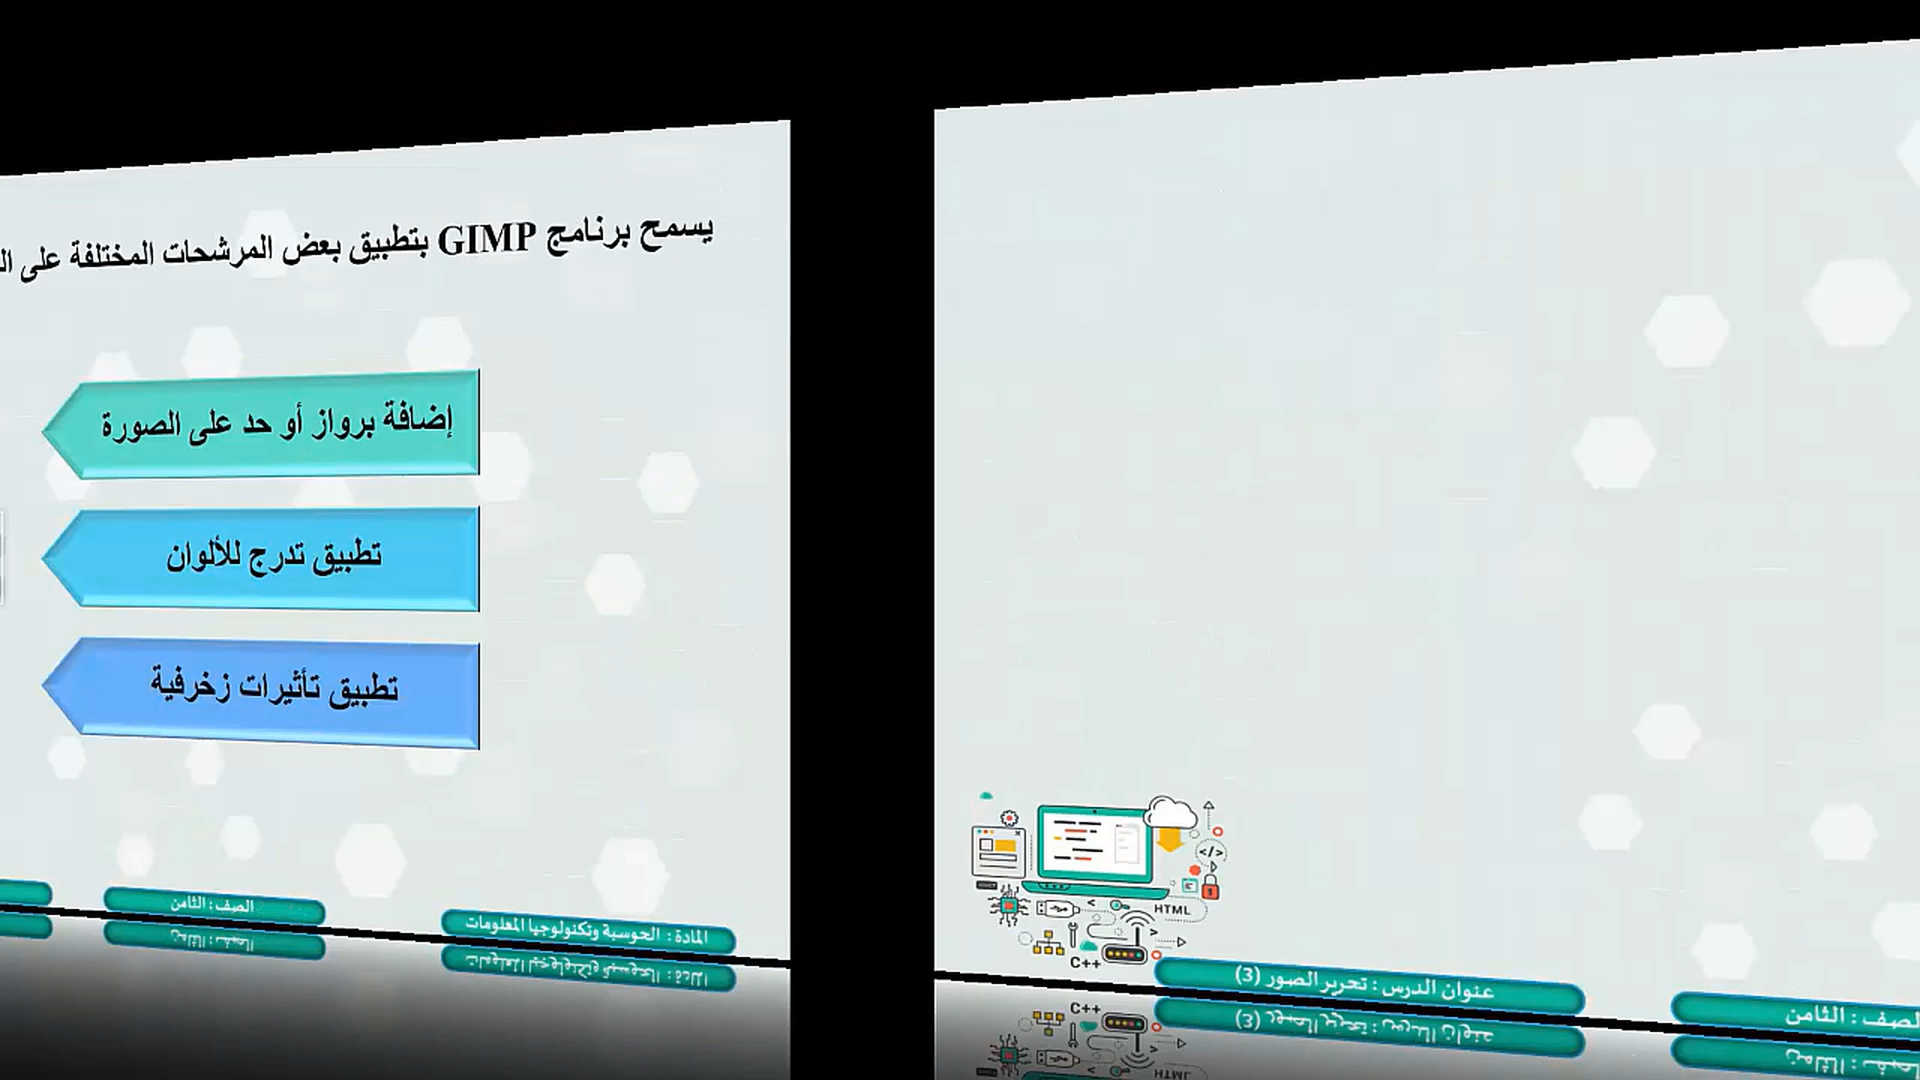 يسمح برنامج GIMP بتطبيق بعض المرشحات المختلفة على
إضافة برواز أو حد على الصورة
تطبيق تدرج للألوان
تطبيق تأثيرات زخرفية
المادة : الحوسبة وتكنولوجيا المعلومات
الصف : الثامن
</>
HTML
C++
عنوان الدرس : تحرير الصور (3)
الصف : الثامن